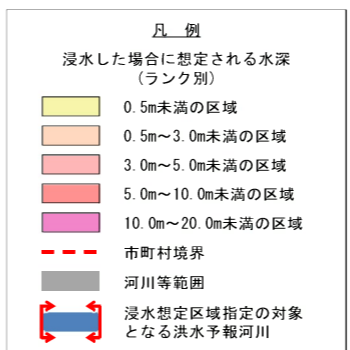 凡 例
浸水した場合に想定される水深
(ランク別)
0.5m未満の区域
0.5m～3.0m未満の区域
3.0m～5.0m未満の区域
5.0m～10.0m未満の区域
10.0m～20.0m未満の区域
市町村境界
河川等範囲
浸水想定区域指定の対象
となる洪水予報河川